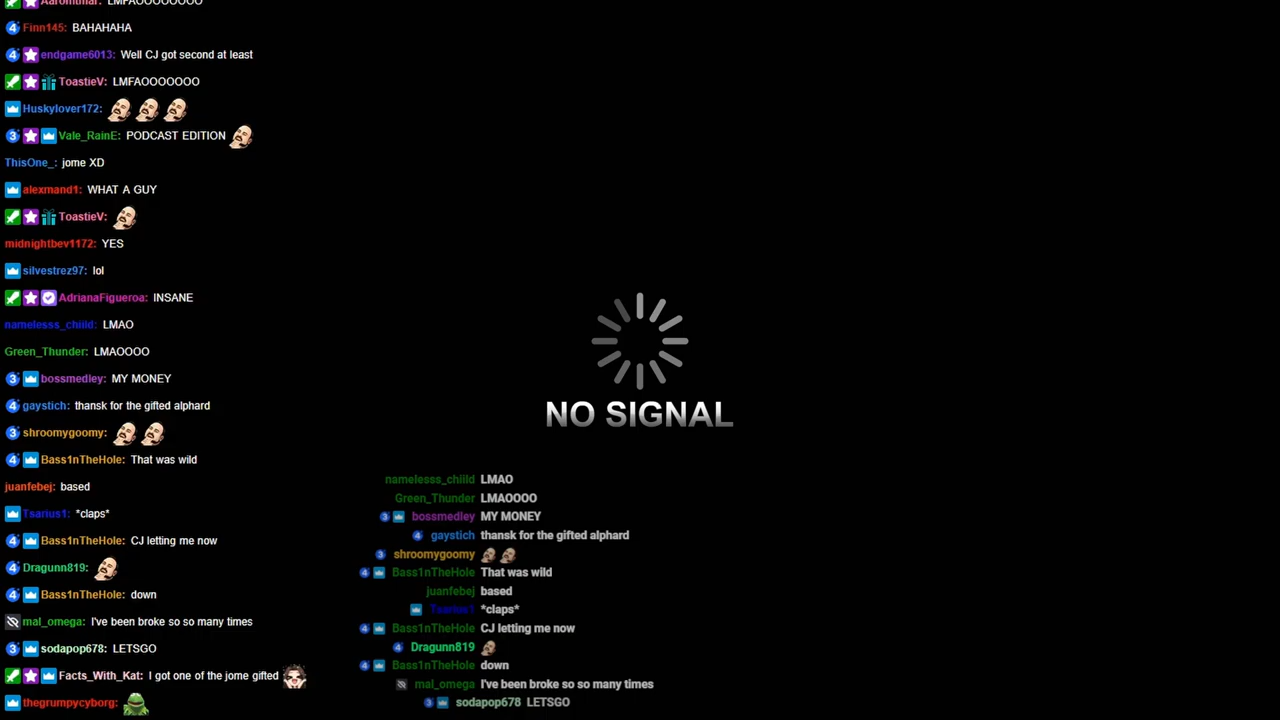 Aaromthar: LMFAOOOOOOOO
Finn145: BAHAHAHA
endgame6013: Well CJ got second at least
ToastieV: LMFAOOOOOOO
Huskylover172:
Vale_RainE: PODCAST EDITION
ThisOne_: jome XD
alexmand1: WHAT A GUY
ToastieV:
midnightbev1172: YES
silvestrez97: lol
AdrianaFigueroa: INSANE
namelesss_chiild: LMAO
Green_Thunder: LMAOOOO
bossmedley: MY MONEY
gaystich: thansk for the gifted alphard
shroomygoomy:
Bass1nTheHole: That was wild
juanfebej: based
Tsarius1: *claps*
Bass1nTheHole: CJ letting me now
Dragunn819:
Bass1nTheHole: down
mal_omega: I've been broke so so many times
sodapop678: LETSGO
Facts_With_Kat: I got one of the jome gifted
thegrumpycyborg:
NO SIGNAL
namelesss_chiild LMAO
Green_Thunder LMAOOOO
bossmedley MY MONEY
gaystich thansk for the gifted alphard
shroomygoomy
Bass1nTheHole That was wild
juanfebej based
Tsarius1 *claps*
Bass1nTheHole CJ letting me now
Dragunn819
Bass1nTheHole down
mal_omega I've been broke so so many times
sodapop678 LETSGO